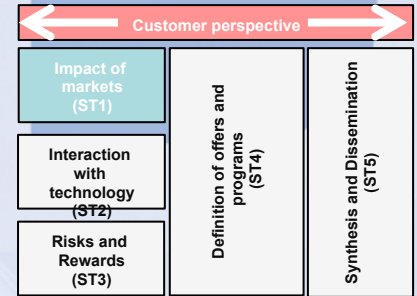 Customer perspective
Impact of
markets
(ST1)
Interaction
with
technology
(ST2)
Risks and
Rewards
(ST3)
Definition of offers and
programs
(ST4)
Synthesis and Dissemination
(ST5)